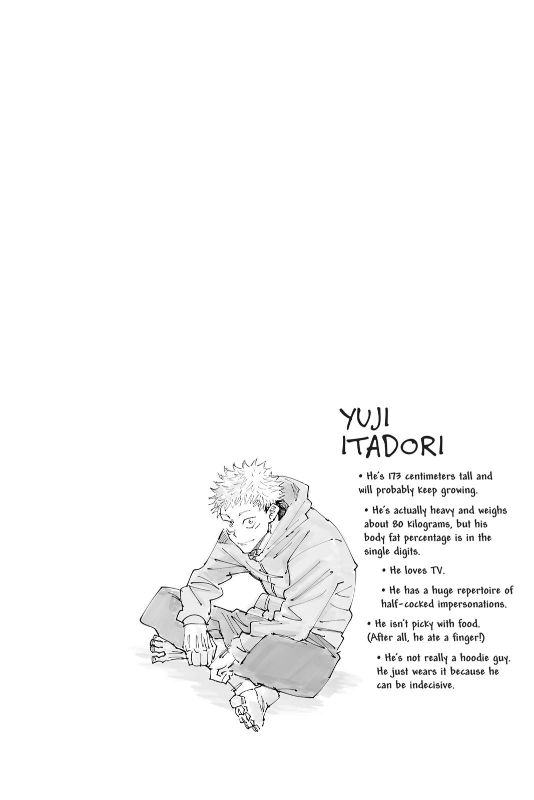 YUJI
ITADORI
• He's 173 centimeters tall and
will probably keep growing.
• He's actually heavy and weighs
about 80 kilograms, but his
body fat percentage is in the
single digits.
• He loves TV.
• He has a huge repertoire of
half-cocked impersonations.
• He isn't picky with food.
(After all, he ate a finger!)
• He's not really a hoodie guy.
He just wears it because he
can be indecisive.